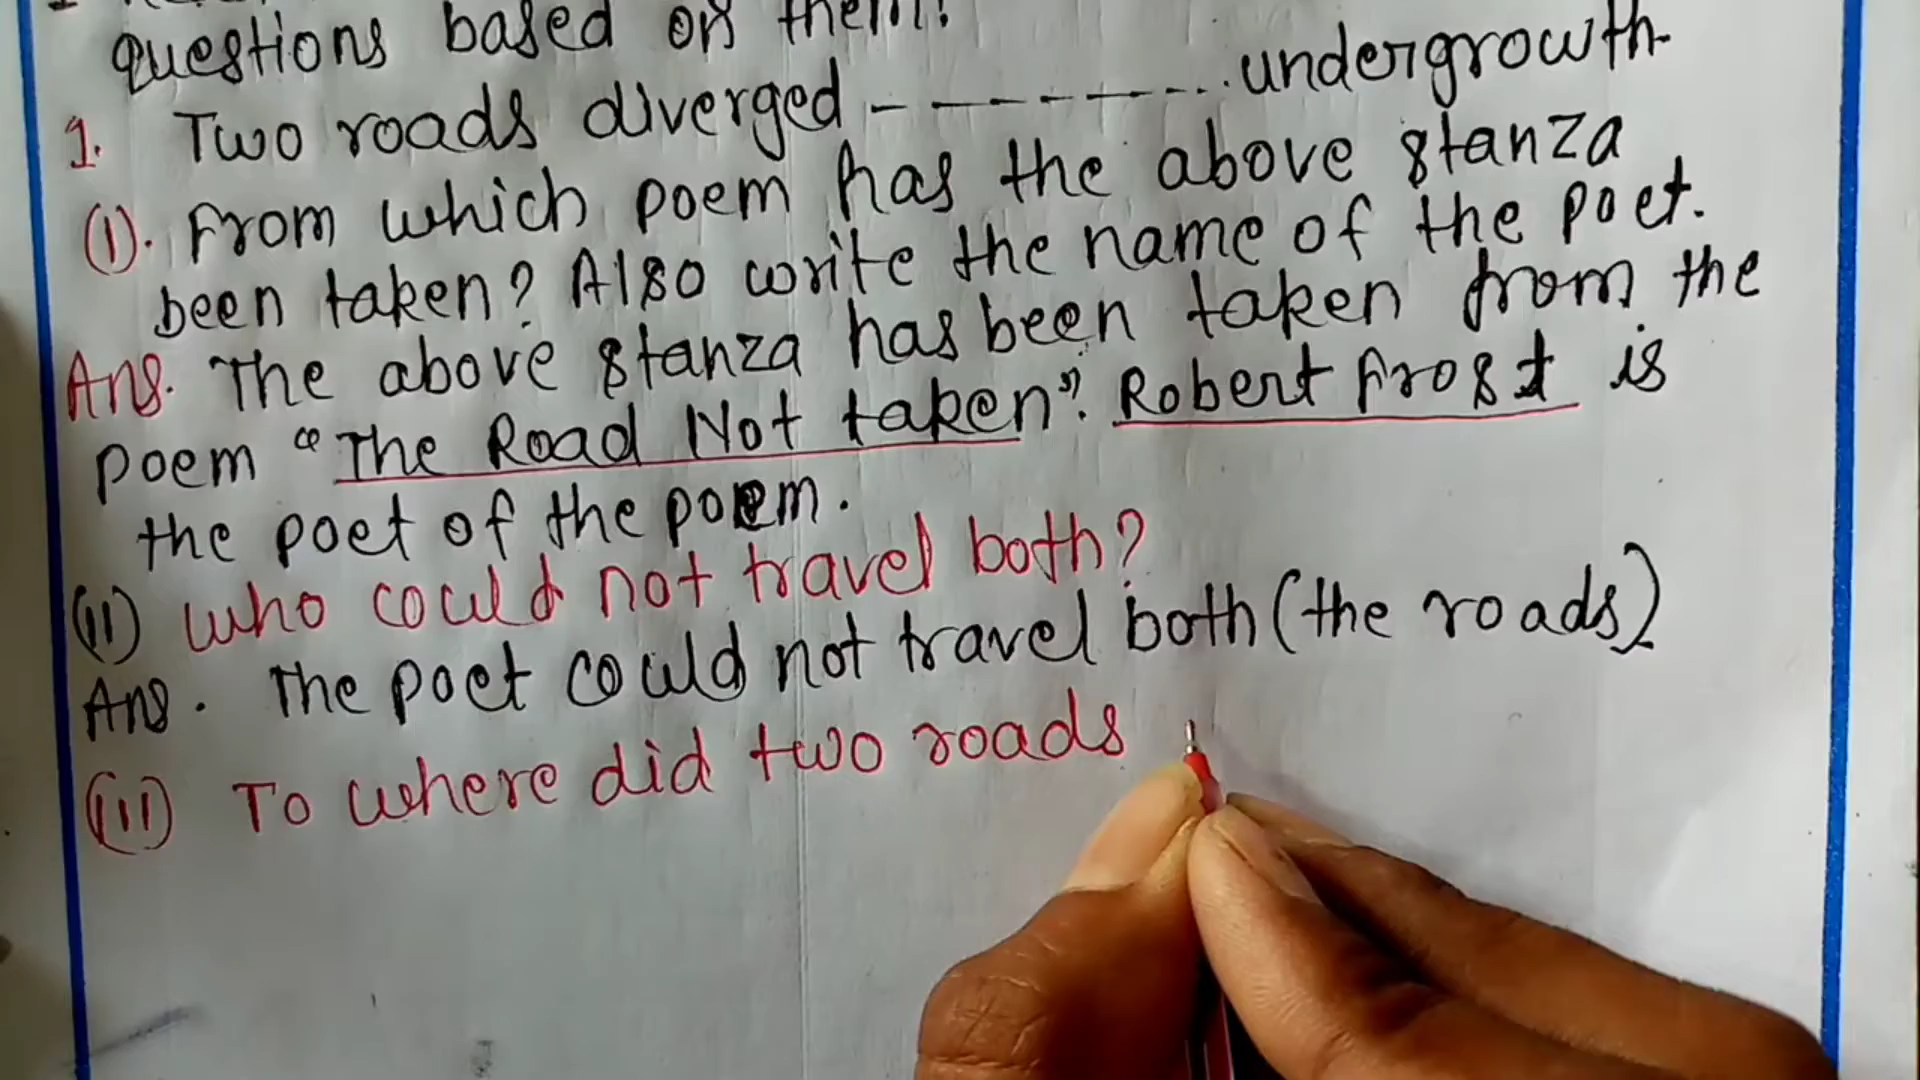 questions based on them.
1. Two roads diverged - - - - - - - - - .. undergrowth
(I). From which poem has the above stanza
been taken? Also write the name of the poet.
Ans. The above stanza has been taken from the
poem "The Road Not taken". Robert Frost is
the poet of the poem.
(II) Who could not travel both?
Ans. The poet could not travel both (the roads)
(III) To where did two roads